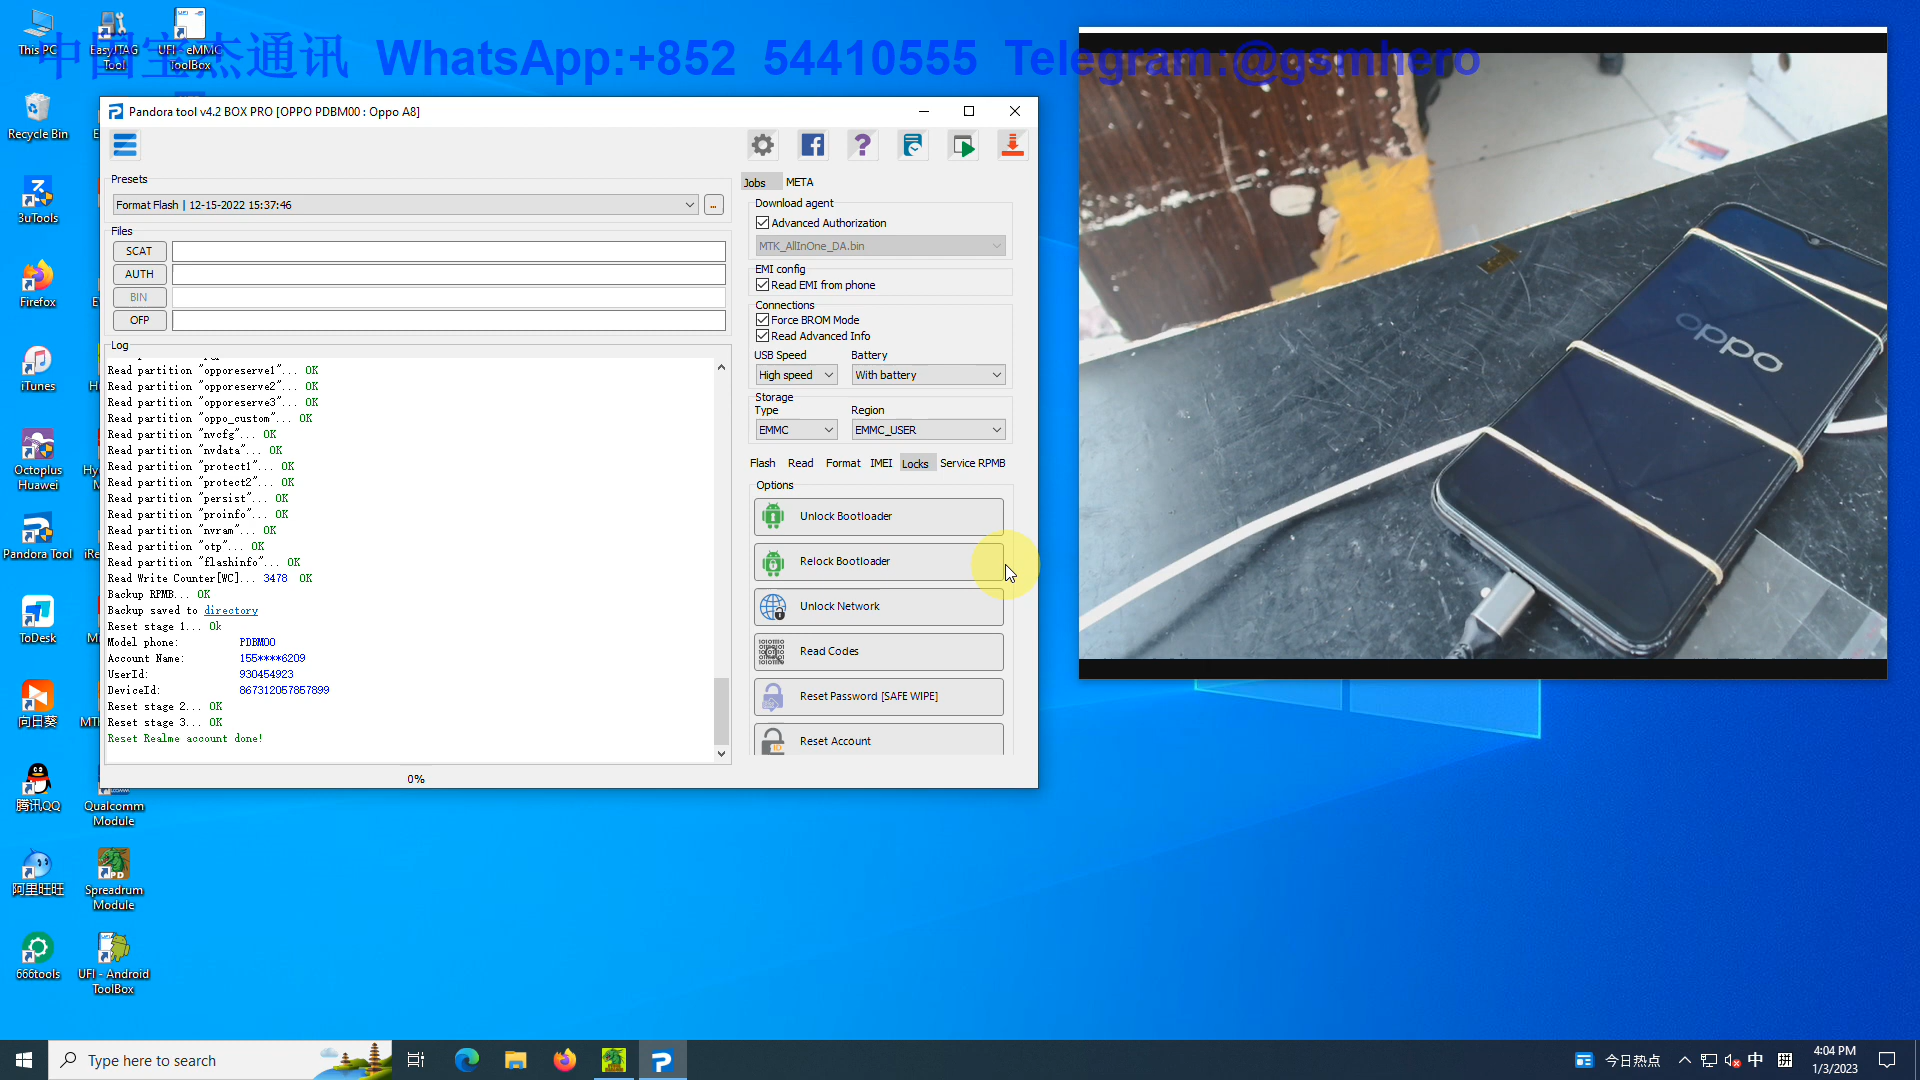 中国宝杰通讯 WhatsApp:+852 54410555 Telegram:@gsmhero
This PC
EasyJTAG Tool
UFI - eMMC ToolBox
Recycle Bin
3uTools
Firefox
iTunes
Octoplus Huawei
Pandora Tool
ToDesk
向日葵
腾讯QQ
Qualcomm Module
阿里旺旺
Spreadrum Module
666tools
UFI - Android ToolBox
Pandora tool v4.2 BOX PRO [OPPO PDBM00 : Oppo A8]
Presets
Format Flash | 12-15-2022 15:37:46
...
Files
SCAT
AUTH
BIN
OFP
Log
Read partition "opporeserve1"... OK
Read partition "opporeserve2"... OK
Read partition "opporeserve3"... OK
Read partition "oppo_custom"... OK
Read partition "nvcfg"... OK
Read partition "nvdata"... OK
Read partition "protect1"... OK
Read partition "protect2"... OK
Read partition "persist"... OK
Read partition "proinfo"... OK
Read partition "nvram"... OK
Read partition "otp"... OK
Read partition "flashinfo"... OK
Read Write Counter[WC]... 3478 OK
Backup RPMB... OK
Backup saved to directory
Reset stage 1... Ok
Model phone: PDBM00
Account Name: 155****6209
UserId: 930454923
DeviceId: 867312057857899
Reset stage 2... OK
Reset stage 3... OK
Reset Realme account done!
0%
Jobs META
Download agent
Advanced Authorization
MTK_AllInOne_DA.bin
EMI config
Read EMI from phone
Connections
Force BROM Mode
Read Advanced Info
USB Speed Battery
High speed With battery
Storage
Type Region
EMMC EMMC_USER
Flash Read Format IMEI Locks Service RPMB
Options
Unlock Bootloader
Relock Bootloader
Unlock Network
Read Codes
Reset Password [SAFE WIPE]
Reset Account
oppo
Type here to search
今日热点
中
拼
4:04 PM
1/3/2023